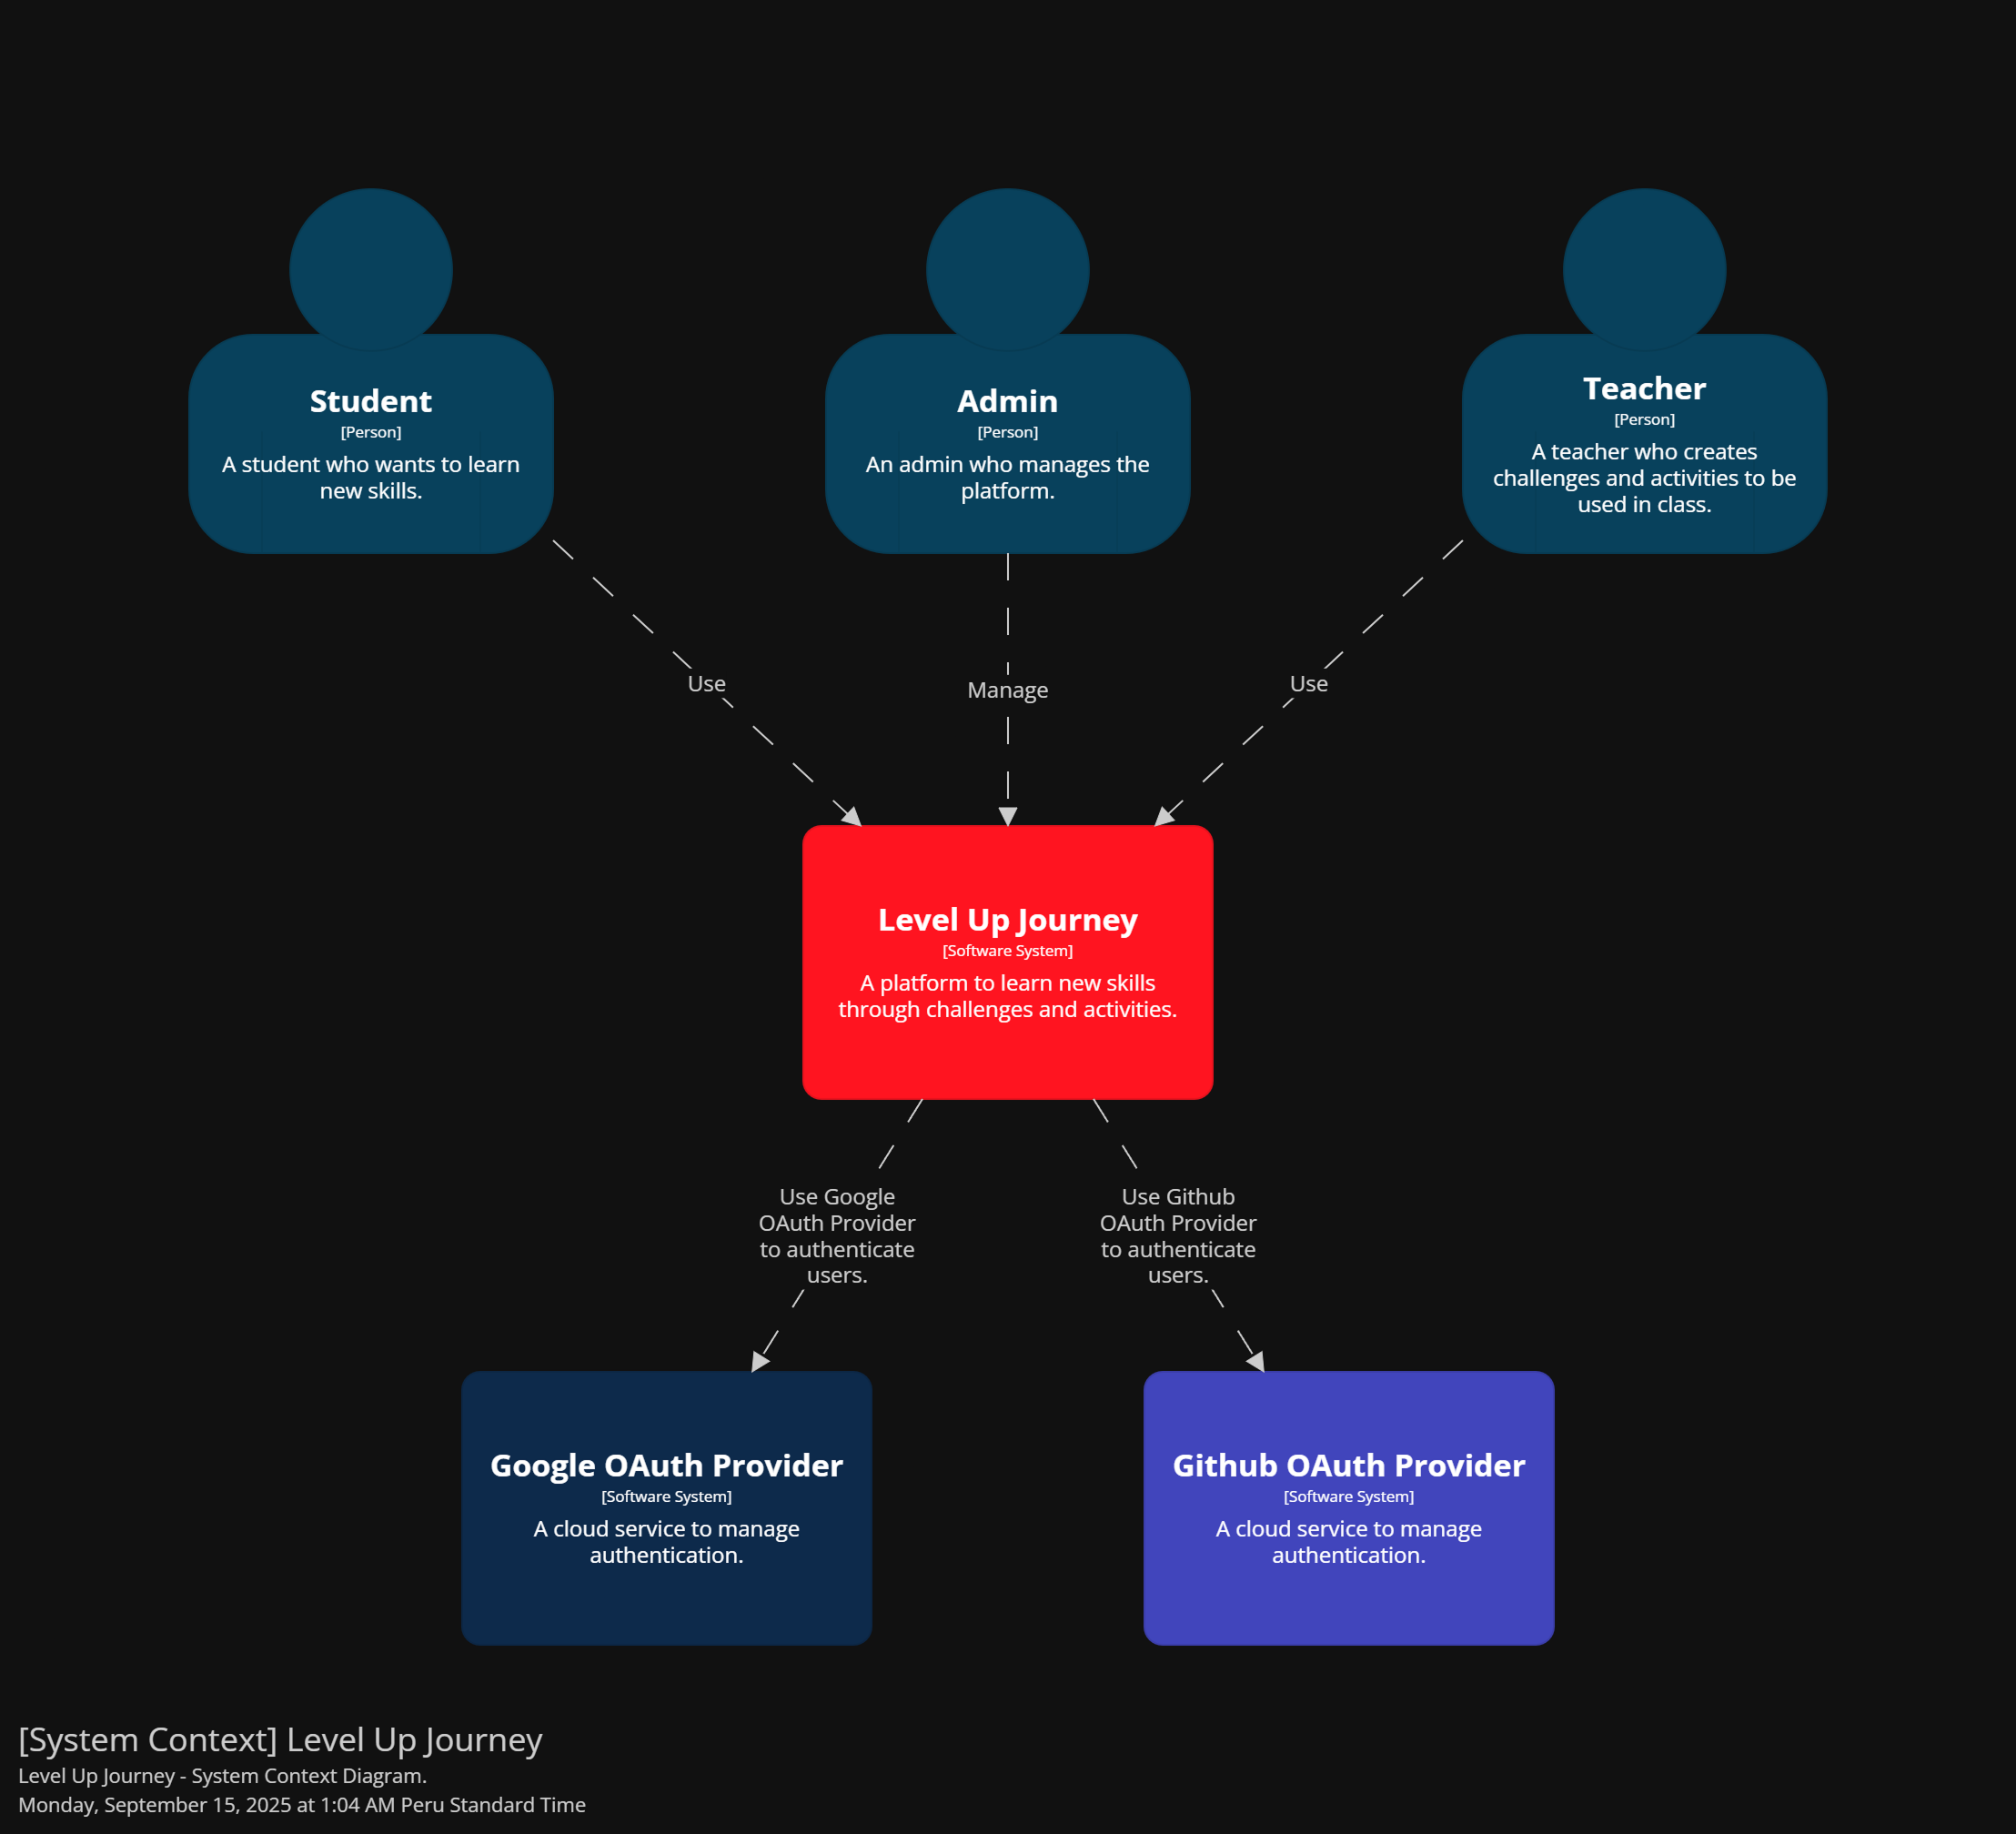 Student
[Person]
A student who wants to learn
new skills.
Admin
[Person]
An admin who manages the
platform.
Teacher
[Person]
A teacher who creates
challenges and activities to be
used in class.
Use
Manage
Use
Level Up Journey
[Software System]
A platform to learn new skills
through challenges and activities.
Use Google
OAuth Provider
to authenticate
users.
Use Github
OAuth Provider
to authenticate
users.
Google OAuth Provider
[Software System]
A cloud service to manage
authentication.
Github OAuth Provider
[Software System]
A cloud service to manage
authentication.
[System Context] Level Up Journey
Level Up Journey - System Context Diagram.
Monday, September 15, 2025 at 1:04 AM Peru Standard Time